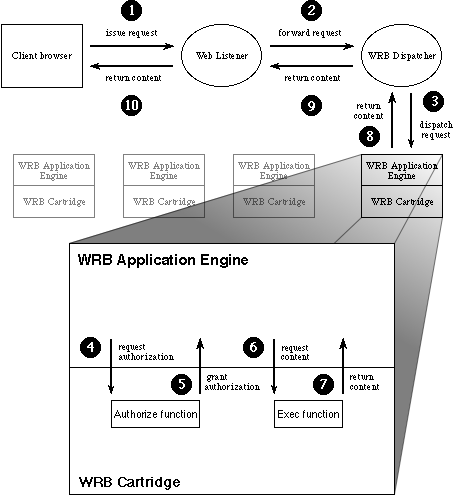 1
2
issue request
forward request
Client browser
Web Listener
WRB Dispatcher
return content
return content
10
9
3
return
content
dispatch
request
8
WRB Application
Engine
WRB Cartridge
WRB Application
Engine
WRB Cartridge
WRB Application
Engine
WRB Cartridge
WRB Application
Engine
WRB Cartridge
WRB Application Engine
4
request
authorization
6
request
content
5
grant
authorization
7
return content
Authorize function
Exec function
WRB Cartridge